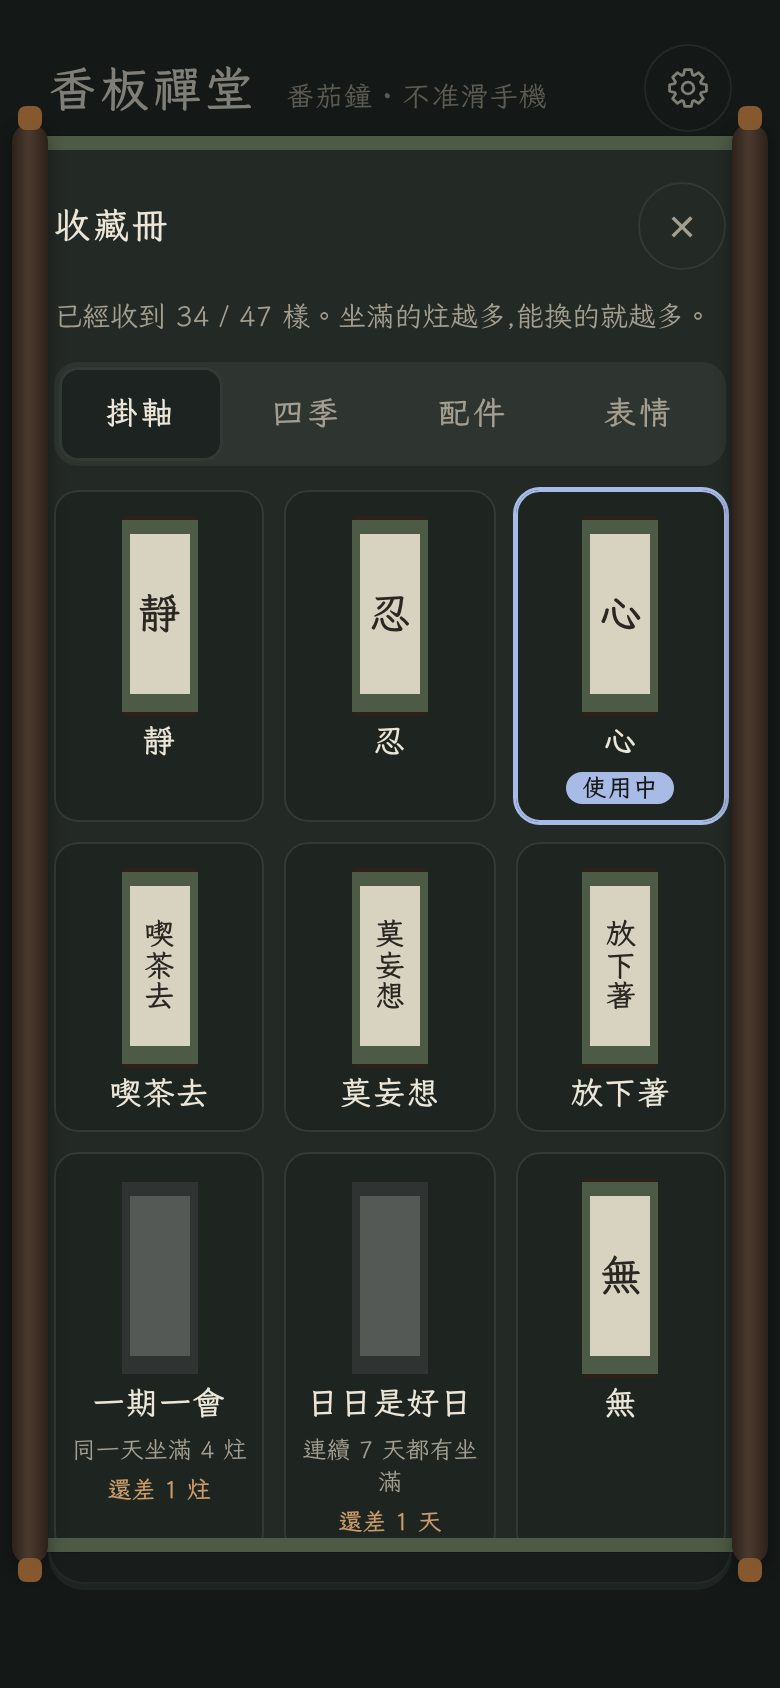 香板禪堂 番茄鐘・不准滑手機
收藏冊
×
已經收到 34 / 47 樣。坐滿的炷越多,能換的就越多。
掛軸 四季 配件 表情
靜 忍 心
靜 忍 心
使用中
喫茶去 莫妄想 放下著
喫茶去 莫妄想 放下著
無
一期一會 日日是好日 無
同一天坐滿 4 炷
還差 1 炷
連續 7 天都有坐
滿
還差 1 天